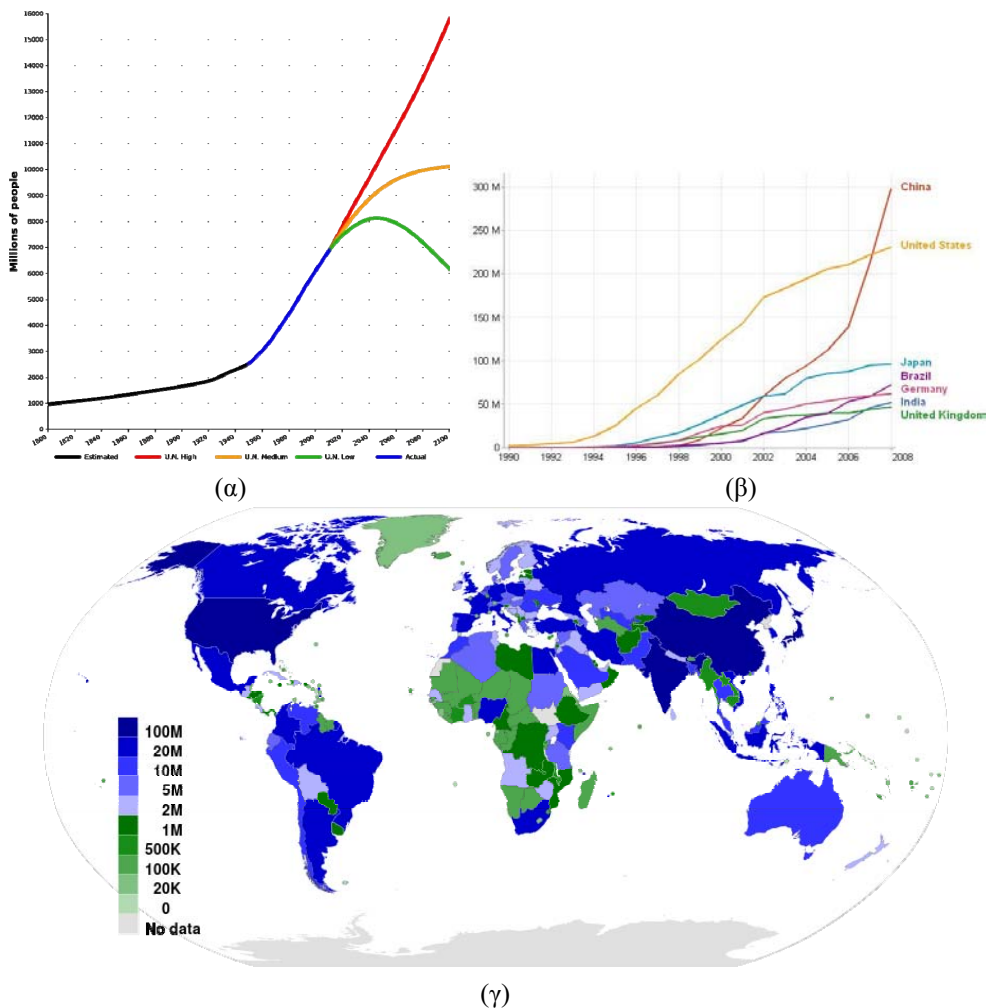 16000
15000
14000
13000
12000
11000
10000
9000
8000
7000
6000
5000
4000
3000
2000
1000
0
Millions of people
1800 1820 1840 1860 1880 1900 1920 1940 1960 1980 2000 2020 2040 2060 2080 2100
Estimated U.N. High U.N. Medium U.N. Low Actual
(α)
300 M
250 M
200 M
150 M
100 M
50 M
0
1990 1992 1994 1996 1998 2000 2002 2004 2006 2008
China
United States
Japan
Brazil
Germany
India
United Kingdom
(β)
100M
20M
10M
5M
2M
1M
500K
100K
20K
0
No data
(γ)